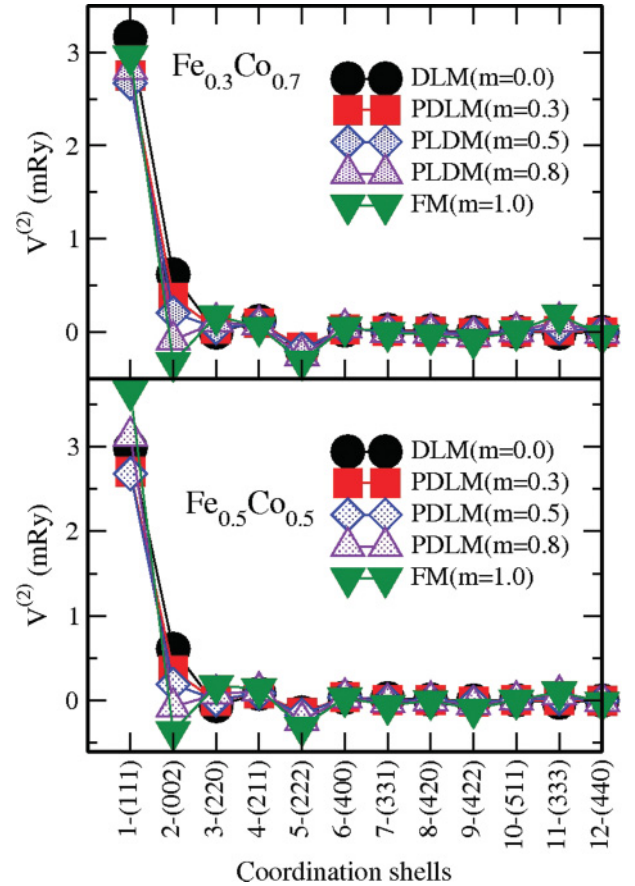 Fe0.3Co0.7
DLM(m=0.0)
PDLM(m=0.3)
PLDM(m=0.5)
PLDM(m=0.8)
FM(m=1.0)
3
2
1
0
V(2) (mRy)
Fe0.5Co0.5
DLM(m=0.0)
PDLM(m=0.3)
PDLM(m=0.5)
PDLM(m=0.8)
FM(m=1.0)
3
2
1
0
V(2) (mRy)
1-(111)
2-(002)
3-(220)
4-(211)
5-(222)
6-(400)
7-(331)
8-(420)
9-(422)
10-(511)
11-(333)
12-(440)
Coordination shells